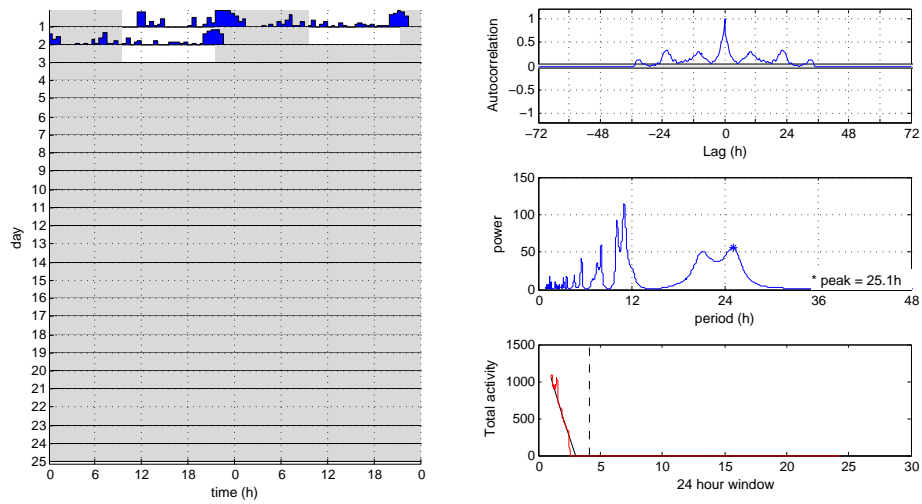 1
2
3
4
5
6
7
8
9
10
11
12
13
14
15
16
17
18
19
20
21
22
23
24
25
day
0 6 12 18 0 6 12 18 0
time (h)
1
0.5
0
−0.5
−1
Autocorrelation
−72 −48 −24 0 24 48 72
Lag (h)
150
100
50
0
power
* peak = 25.1h
0 12 24 36 48
period (h)
1500
1000
500
0
Total activity
0 5 10 15 20 25 30
24 hour window